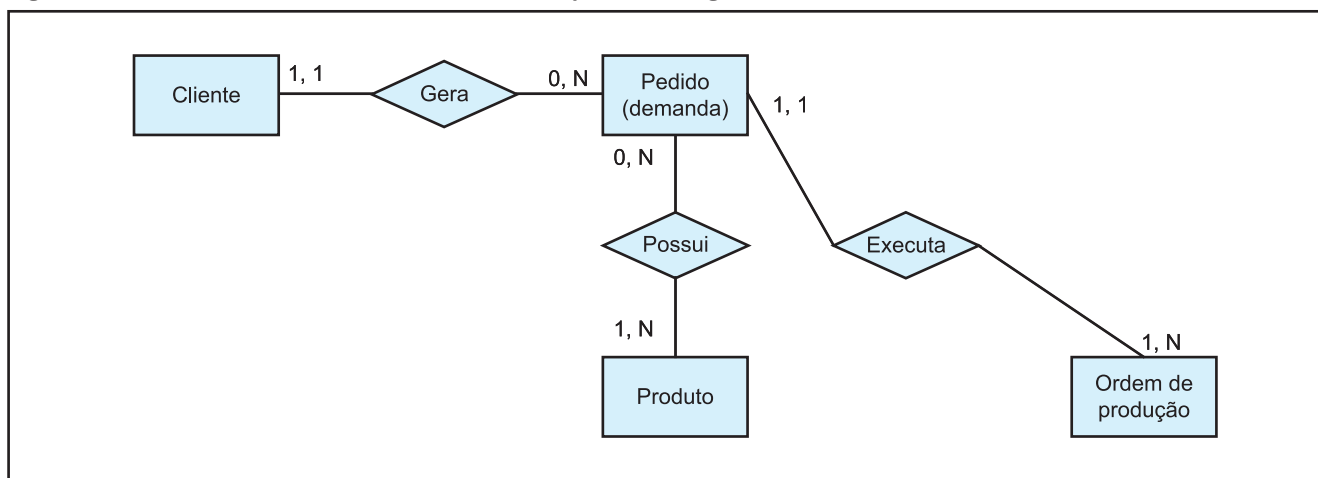 Cliente
1, 1
Gera
0, N
Pedido
(demanda)
1, 1
0, N
Possui
Executa
1, N
Produto
1, N
Ordem de
produção